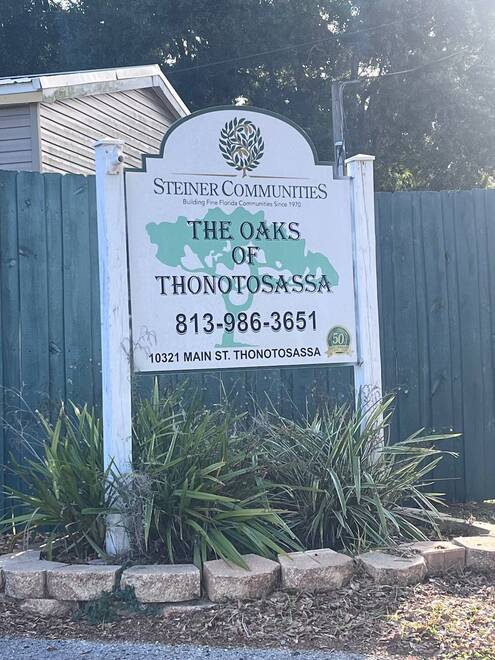 STEINER COMMUNITIES
Building Fine Florida Communities Since 1970
THE OAKS
OF
THONOTOSASSA
813-986-3651
50
10321 MAIN ST. THONOTOSASSA